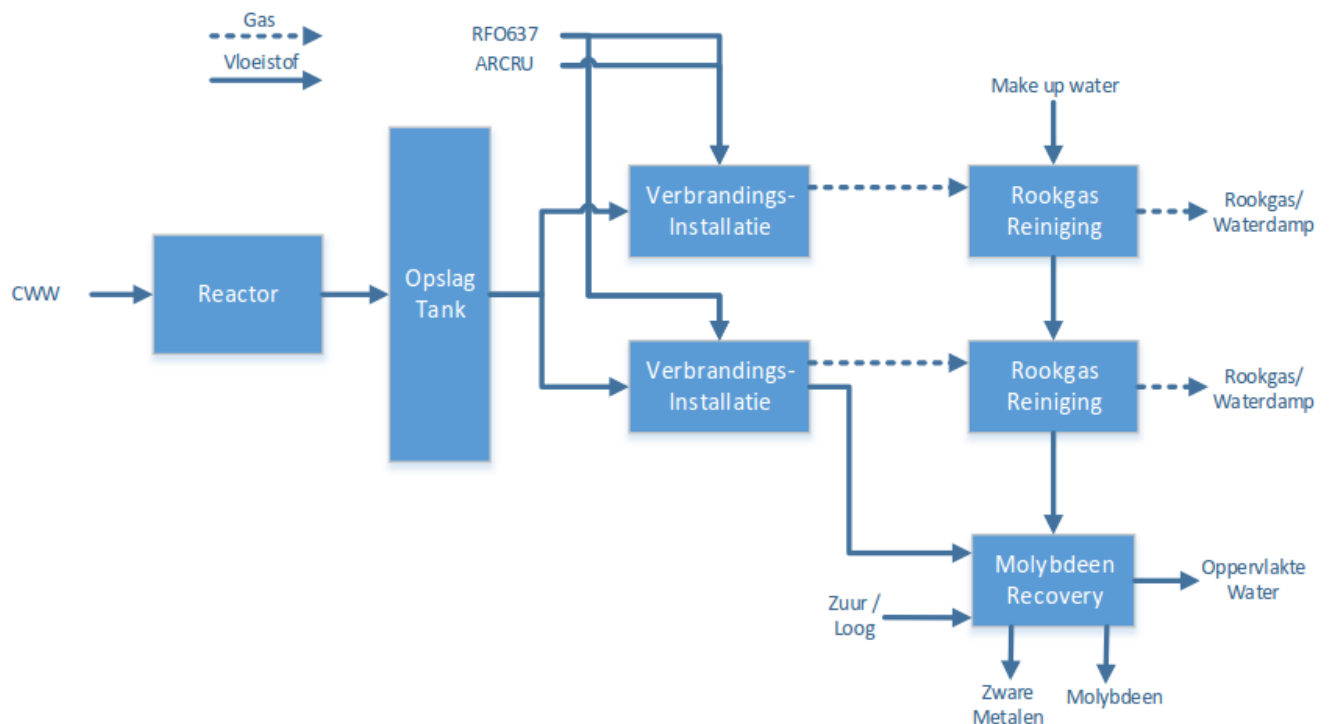 Gas
Vloeistof
RFO637
ARCRU
Make up water
Verbrandings-
Installatie
Rookgas
Reiniging
Rookgas/
Waterdamp
CWW
Reactor
Opslag
Tank
Verbrandings-
Installatie
Rookgas
Reiniging
Rookgas/
Waterdamp
Molybdeen
Recovery
Oppervlakte
Water
Zuur /
Loog
Zware
Metalen
Molybdeen